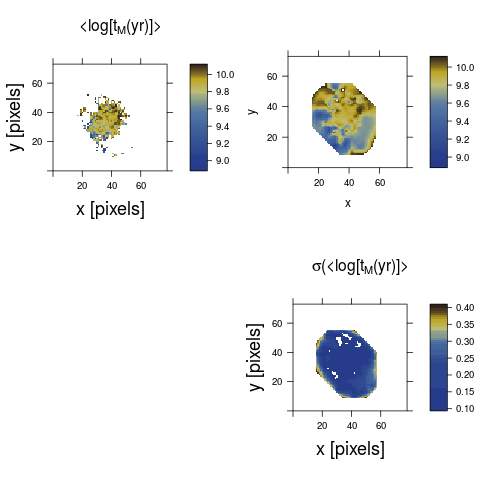 <log[t_M(yr)]>
60
40
20
20 40 60
x [pixels]
y [pixels]
10.0
9.8
9.6
9.4
9.2
9.0
60
40
20
20 40 60
x
y
10.0
9.8
9.6
9.4
9.2
9.0
σ(<log[t_M(yr)]>
60
40
20
20 40 60
x [pixels]
y [pixels]
0.40
0.35
0.30
0.25
0.20
0.15
0.10